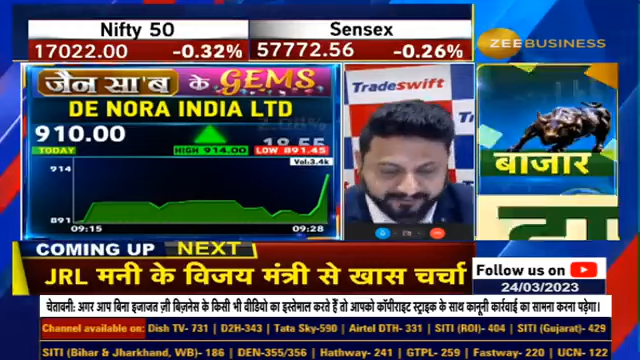 Nifty 50
Sensex
17022.00 -0.32%
57772.56 -0.26%
ZEE BUSINESS
जैन सा'ब के GEMS
DE NORA INDIA LTD
910.00
18.55
TODAY HIGH 914.00 LOW 891.45
Vol:3.4k
914
891
09:15 09:28
Tradeswift
बाजार
COMING UP NEXT
JRL मनी के विजय मंत्री से खास चर्चा
Follow us on
24/03/2023
चेतावनी: अगर आप बिना इजाजत ज़ी बिज़नेस के किसी भी वीडियो का इस्तेमाल करते हैं तो आपको कॉपीराइट स्ट्राइक के साथ कानूनी कार्रवाई का सामना करना पड़ेगा।
Channel available on: Dish TV- 731 | D2H-343 | Tata Sky-590 | Airtel DTH- 331 | SITI (ROI)- 404 | SITI (Gujarat)- 429
SITI (Bihar & Jharkhand, WB)- 186 | DEN-355/356 | Hathway-241 | GTPL-259 | Fastway-220 | UCN-122